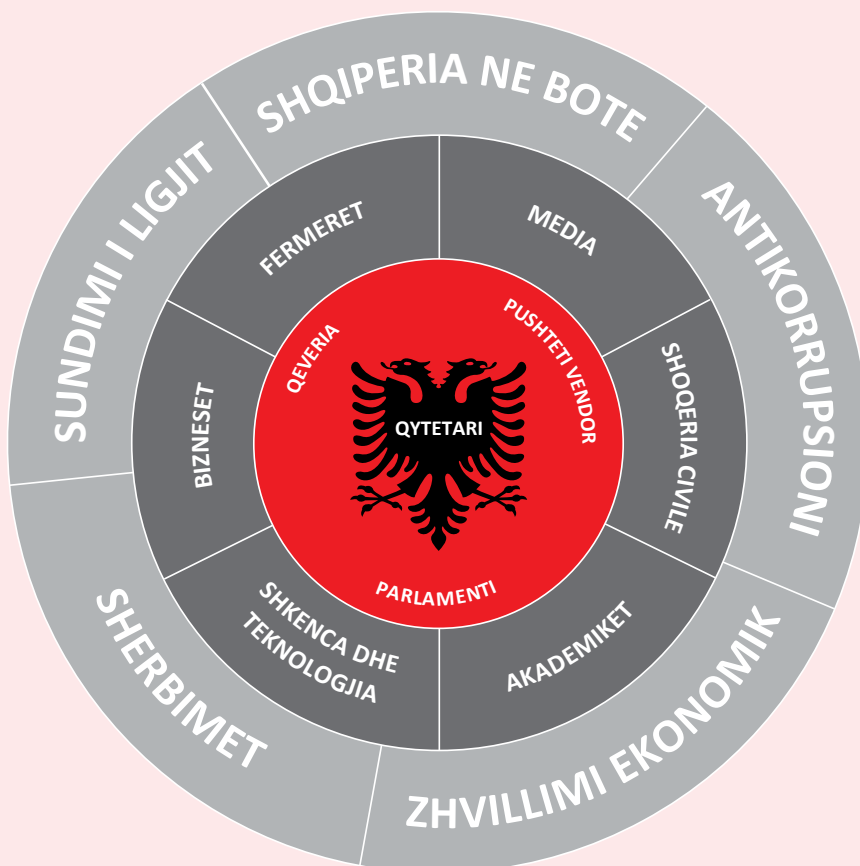 SHQIPERIA NE BOTE
ANTIKORRUPSIONI
ZHVILLIMI EKONOMIK
SHERBIMET
SUNDIMI I LIGJIT
FERMERET
MEDIA
SHOQERIA CIVILE
AKADEMIKET
SHKENCA DHE
TEKNOLOGJIA
BIZNESET
QEVERIA
PUSHTETI VENDOR
PARLAMENTI
QYTETARI